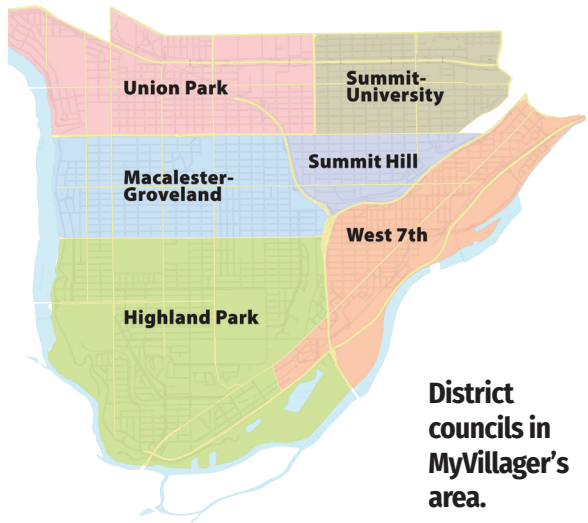 Union Park
Summit-
University
Macalester-
Groveland
Summit Hill
West 7th
Highland Park
District
councils in
MyVillager's
area.